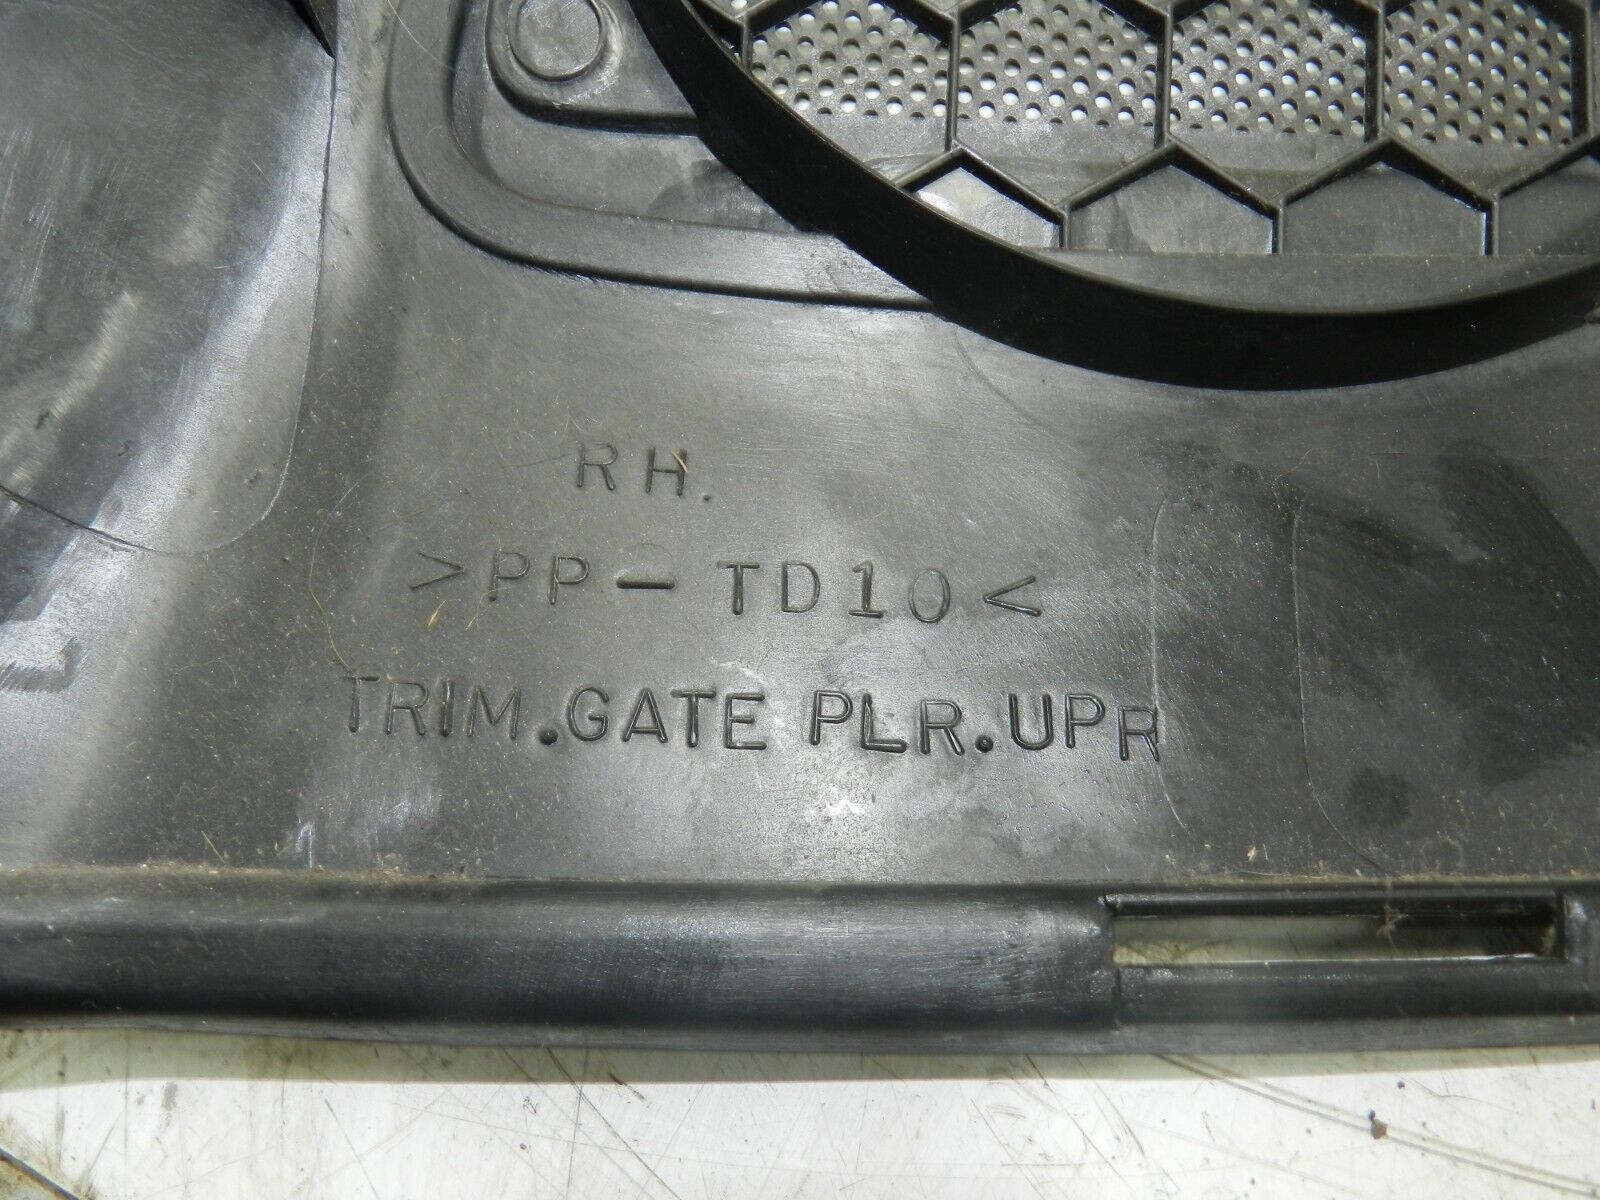 RH.
>PP-TD10<
TRIM.GATE PLR.UPR